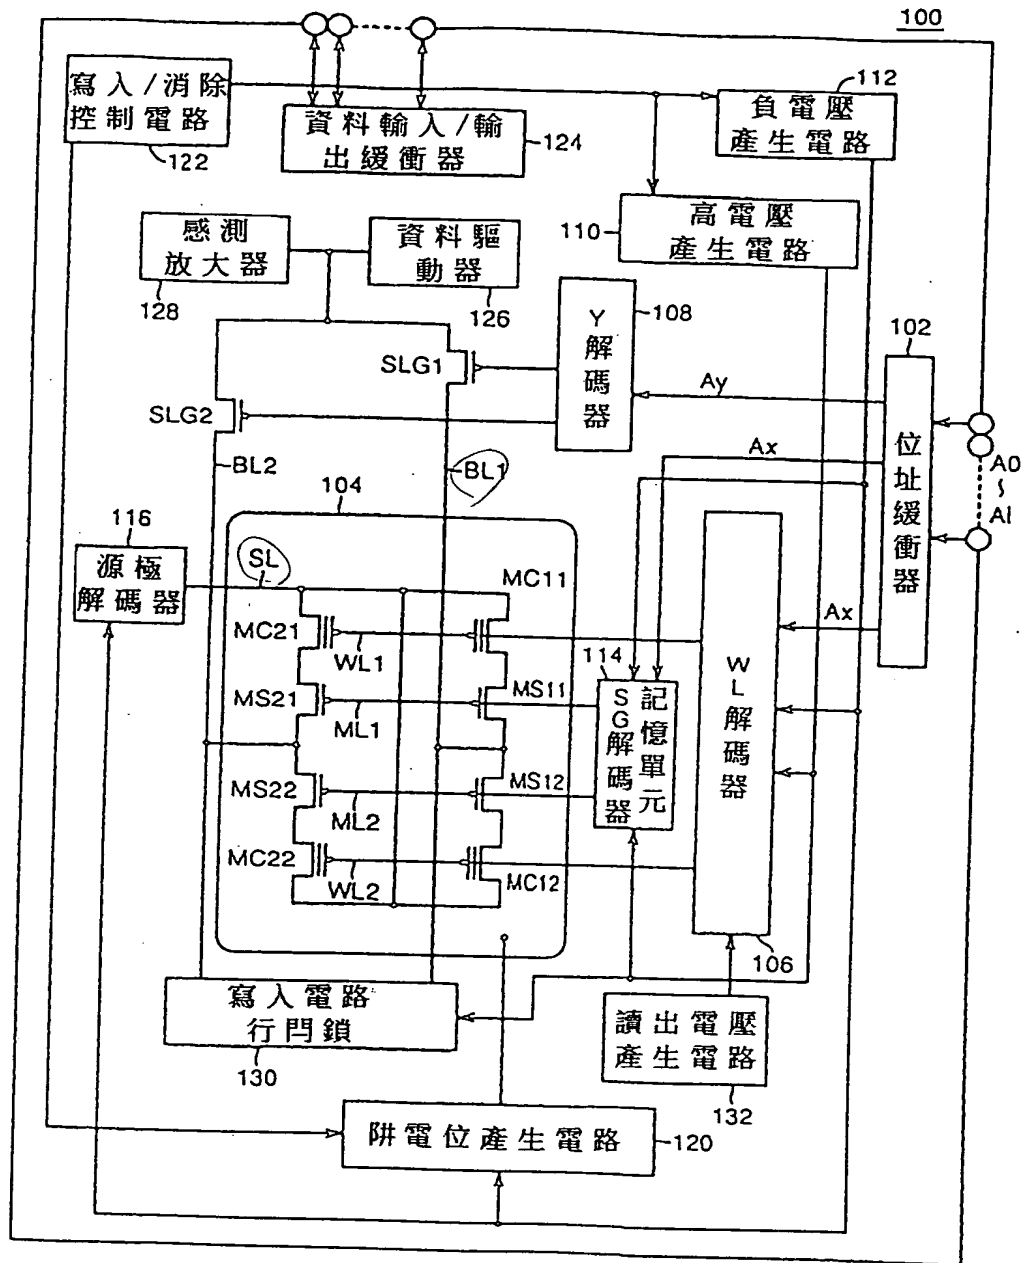 100
寫入/消除
控制電路
122
資料輸入/輸
出緩衝器
124
112
負電壓
產生電路
110
高電壓
產生電路
感測
放大器
128
資料驅
動器
126
Y解碼器
108
102
位址緩衝器
SLG1
SLG2
Ay
Ax
A0
~
Al
BL2
BL1
104
116
源極
解碼器
SL
MC11
MC21
WL1
Ax
114
MS21
ML1
MS11
記憶單元
SG解碼器
WL解碼器
MS22
ML2
MS12
MC22
WL2
MC12
106
寫入電路
行閂鎖
130
讀出電壓
產生電路
132
阱電位產生電路
120